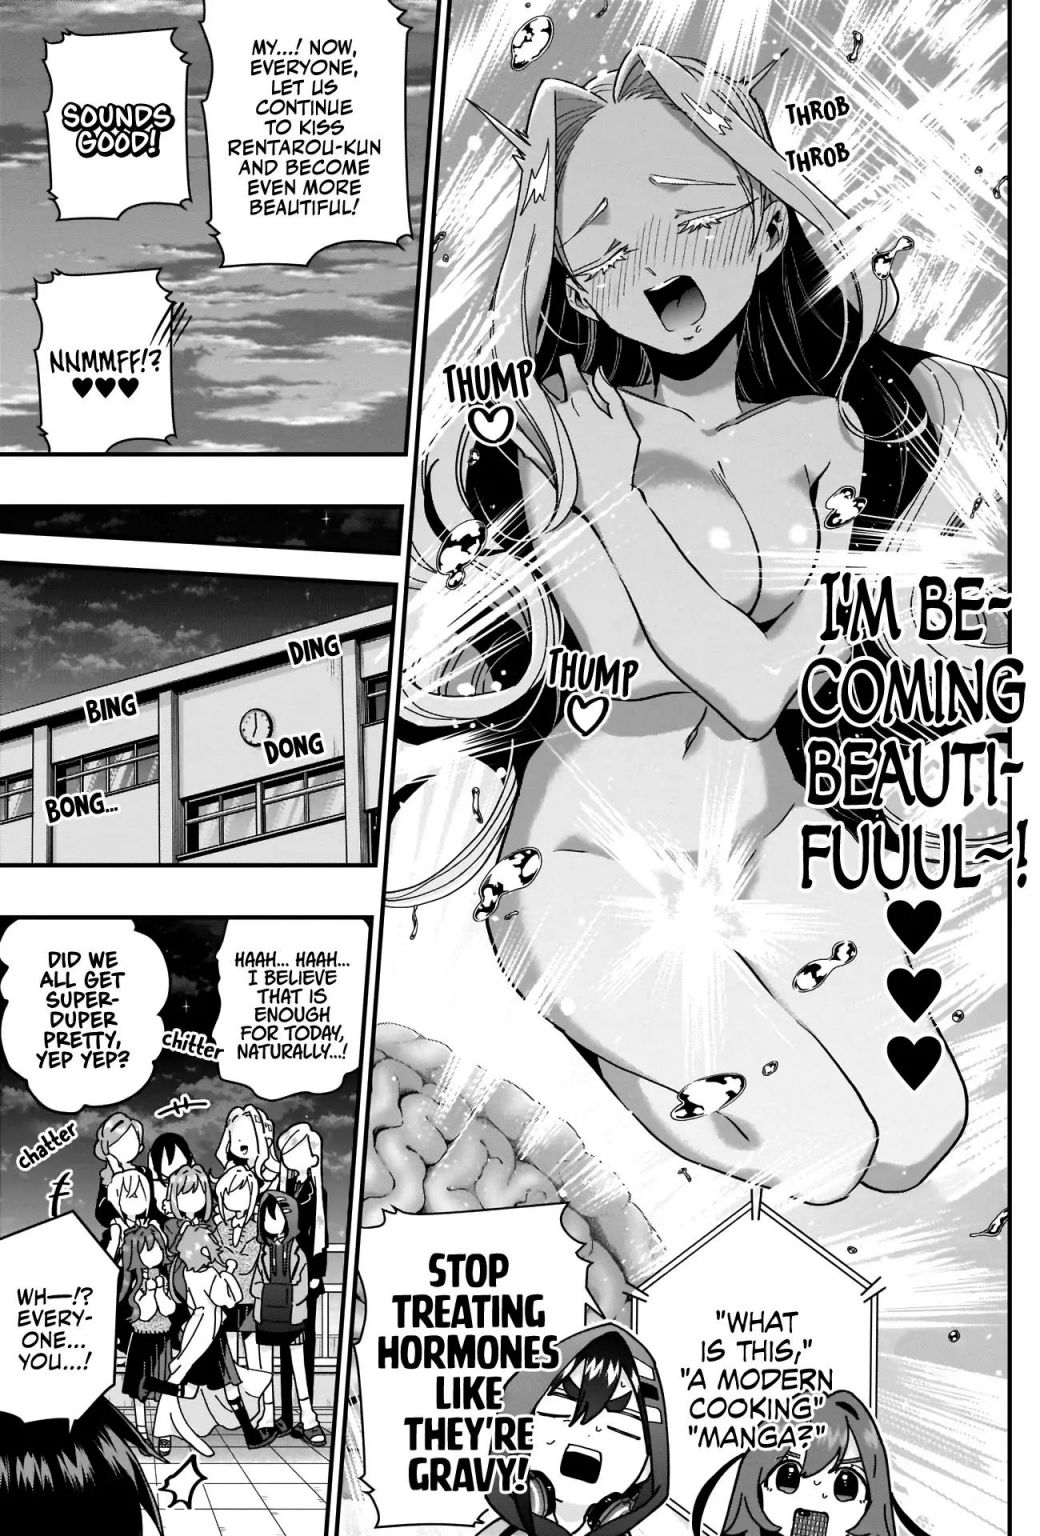 THROB
THROB
THUMP
THUMP
I'M BE~
COMING
BEAUTI~
FUUUL~!
♥
♥
♥
"WHAT
IS THIS,"
"A MODERN
COOKING"
"MANGA?"
STOP
TREATING
HORMONES
LIKE
THEY'RE
GRAVY!
MY...! NOW,
EVERYONE,
LET US
CONTINUE
TO KISS
RENTAROU-KUN
AND BECOME
EVEN MORE
BEAUTIFUL!
SOUNDS
GOOD!
NNMMFF!?
♥♥♥
DING
DONG
BING
BONG...
HAAH... HAAH...
I BELIEVE
THAT IS
ENOUGH
FOR TODAY,
NATURALLY...!
DID WE
ALL GET
SUPER-
DUPER
PRETTY,
YEP YEP?
chitter
chatter
WH—!?
EVERY-
ONE...
YOU...!